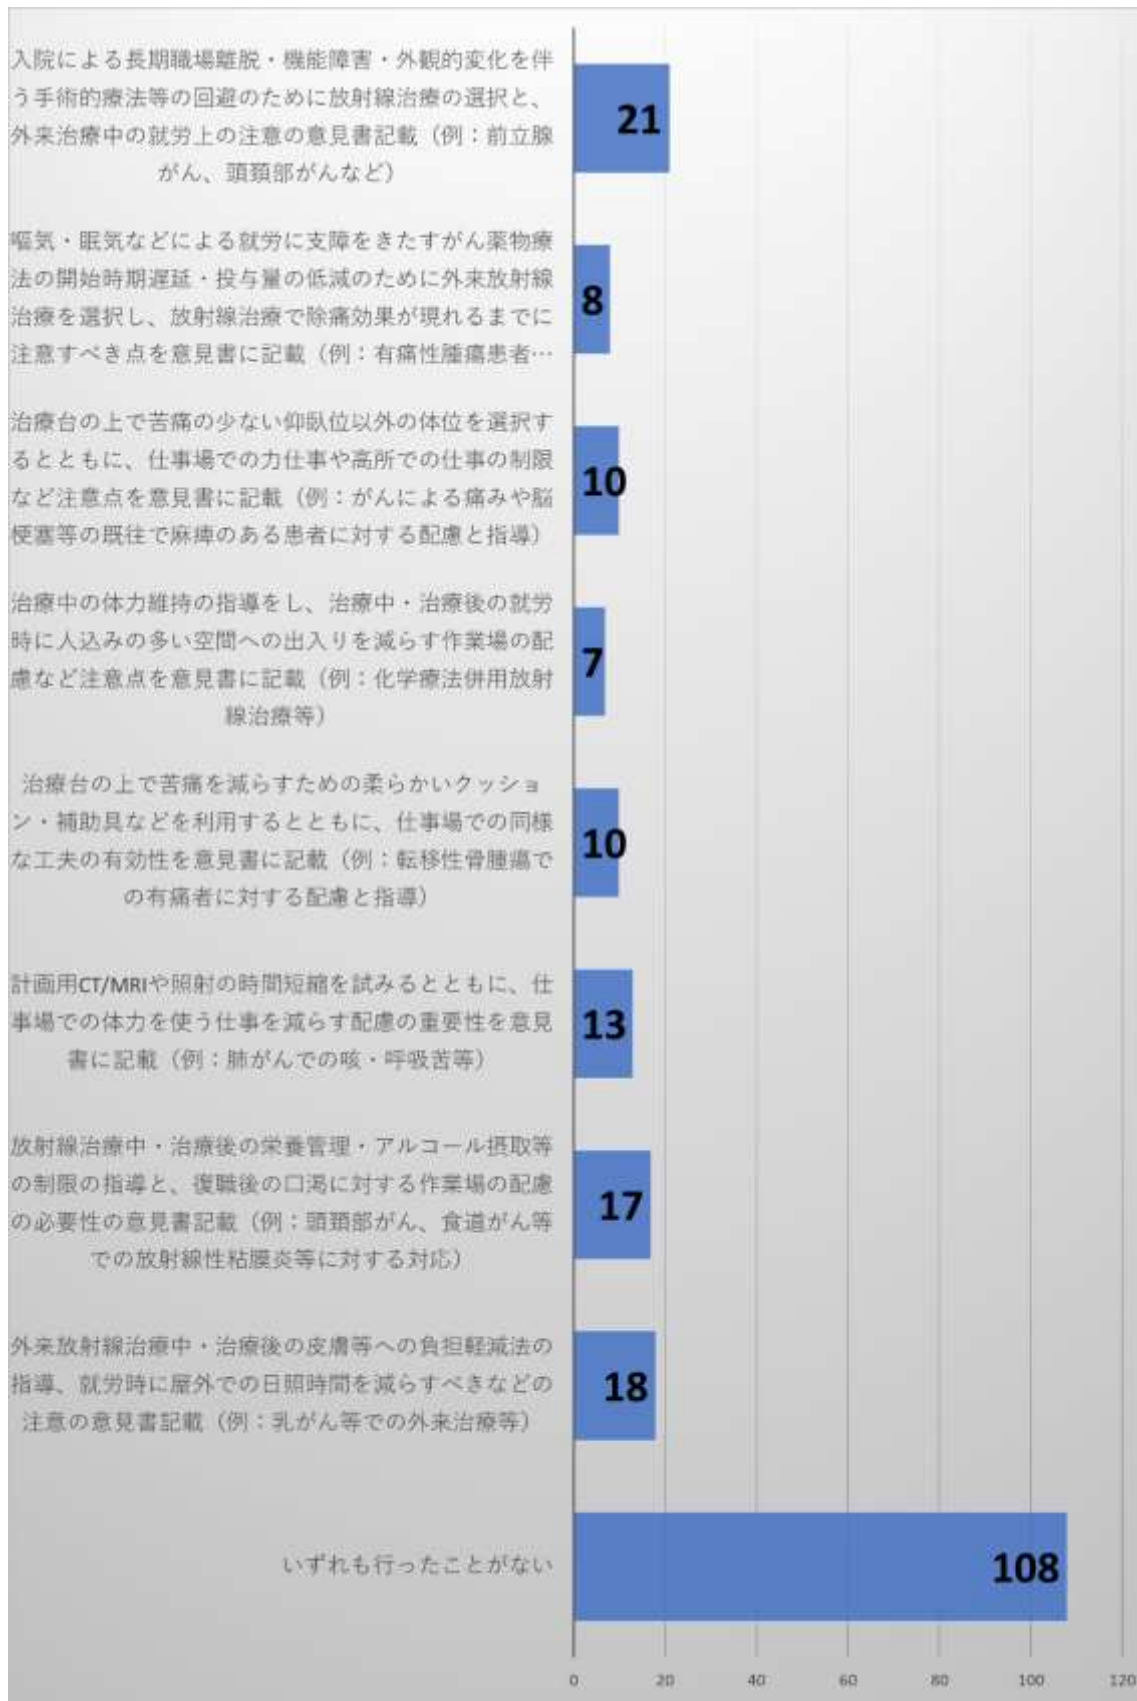 入院による長期職場離脱・機能障害・外観的変化を伴
う手術的療法等の回避のために放射線治療の選択と、
外来治療中の就労上の注意の意見書記載（例：前立腺
がん、頭頚部がんなど）
21
嘔気・眠気などによる就労に支障をきたすがん薬物療
法の開始時期遅延・投与量の低減のために外来放射線
治療を選択し、放射線治療で除痛効果が現れるまでに
注意すべき点を意見書に記載（例：有痛性腫瘍患者…
8
治療台の上で苦痛の少ない仰臥位以外の体位を選択す
るとともに、仕事場での力仕事や高所での仕事の制限
など注意点を意見書に記載（例：がんによる痛みや脳
梗塞等の既往で麻痺のある患者に対する配慮と指導）
10
治療中の体力維持の指導をし、治療中・治療後の就労
時に人込みの多い空間への出入りを減らす作業場の配
慮など注意点を意見書に記載（例：化学療法併用放射
線治療等）
7
治療台の上で苦痛を減らすための柔らかいクッショ
ン・補助具などを利用するとともに、仕事場での同様
な工夫の有効性を意見書に記載（例：転移性骨腫瘍で
の有痛者に対する配慮と指導）
10
計画用CT/MRIや照射の時間短縮を試みるとともに、仕
事場での体力を使う仕事を減らす配慮の重要性を意見
書に記載（例：肺がんでの咳・呼吸苦等）
13
放射線治療中・治療後の栄養管理・アルコール摂取等
の制限の指導と、復職後の口渇に対する作業場の配慮
の必要性の意見書記載（例：頭頚部がん、食道がん等
での放射線性粘膜炎等に対する対応）
17
外来放射線治療中・治療後の皮膚等への負担軽減法の
指導、就労時に屋外での日照時間を減らすべきなどの
注意の意見書記載（例：乳がん等での外来治療等）
18
いずれも行ったことがない
108
0 20 40 60 80 100 120